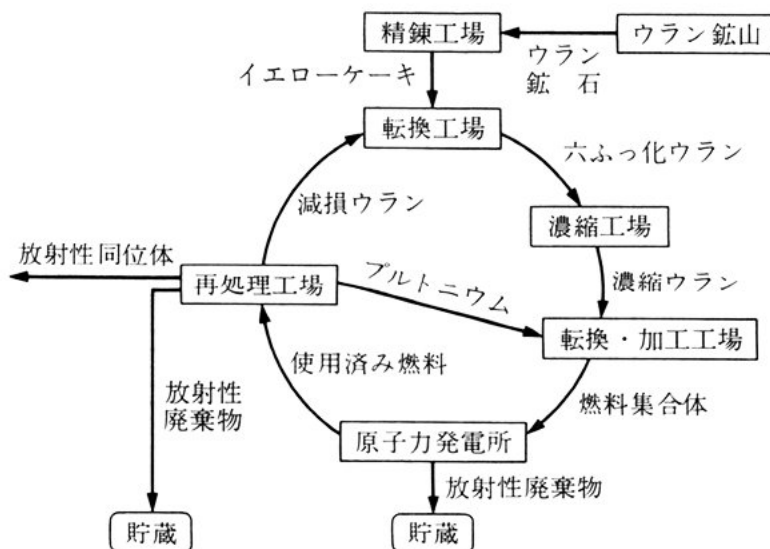 精錬工場
ウラン鉱山
ウラン
鉱 石
イエローケーキ
転換工場
六ふっ化ウラン
減損ウラン
濃縮工場
放射性同位体
再処理工場
プルトニウム
濃縮ウラン
転換・加工工場
使用済み燃料
放射性
廃棄物
燃料集合体
原子力発電所
放射性廃棄物
貯蔵
貯蔵